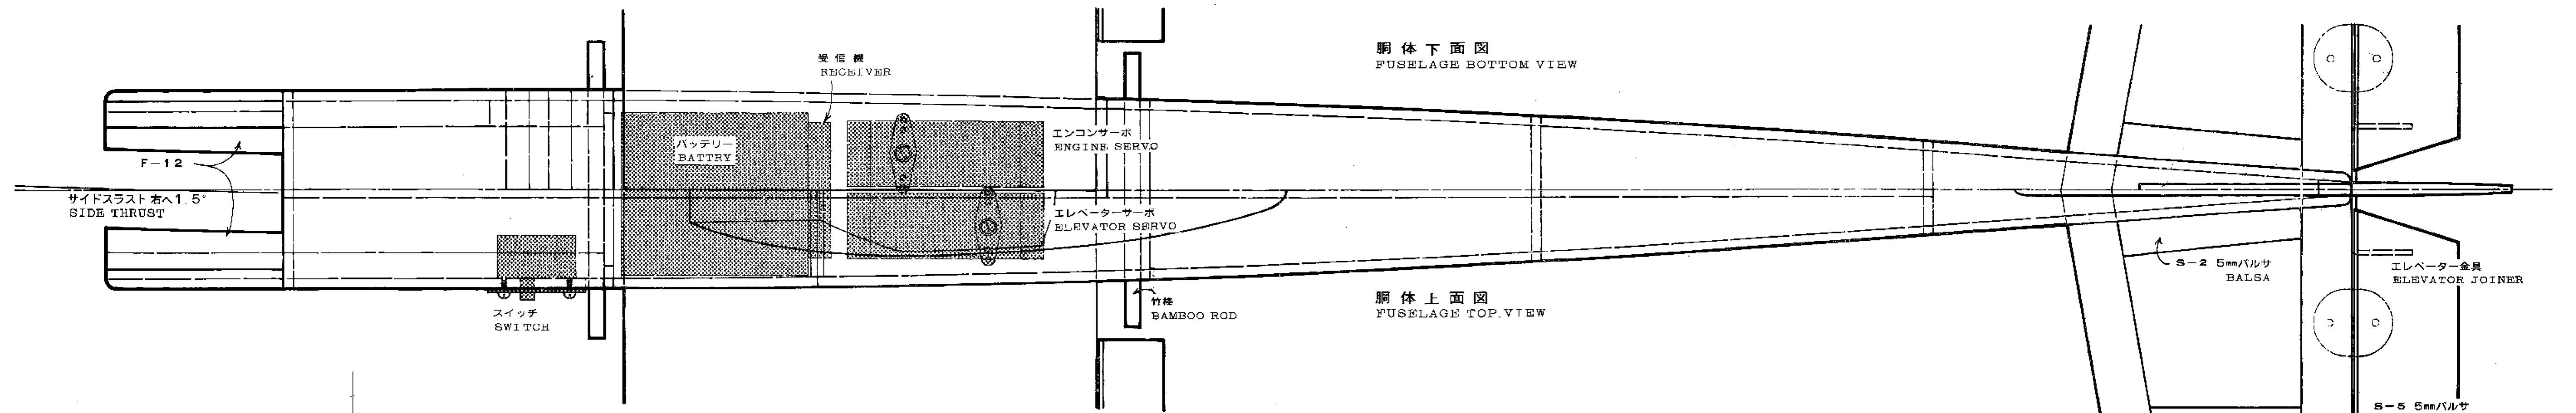 胴体下面図
FUSELAGE BOTTOM VIEW
受信機
RECEIVER
バッテリー
BATTRY
エンコンサーボ
ENGINE SERVO
F-12
サイドスラスト 右へ1.5°
SIDE THRUST
エレベーターサーボ
ELEVATOR SERVO
スイッチ
SWITCH
竹棒
BAMBOO ROD
胴体上面図
FUSELAGE TOP.VIEW
S-2 5mmバルサ
BALSA
エレベーター金具
ELEVATOR JOINER
S-5 5mmバルサ